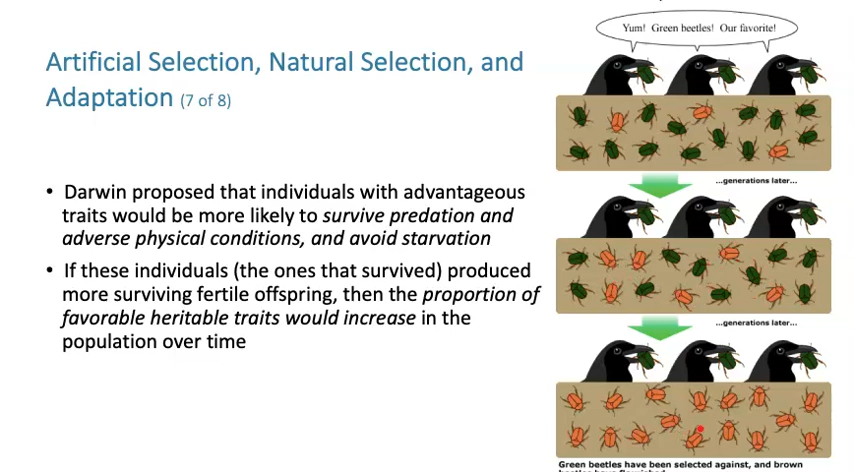 Yum! Green beetles! Our favorite!
Artificial Selection, Natural Selection, and
Adaptation (7 of 8)
• Darwin proposed that individuals with advantageous
traits would be more likely to survive predation and
adverse physical conditions, and avoid starvation
• If these individuals (the ones that survived) produced
more surviving fertile offspring, then the proportion of
favorable heritable traits would increase in the
population over time
...generations later...
...generations later...
Green beetles have been selected against, and brown
beetles have flourished